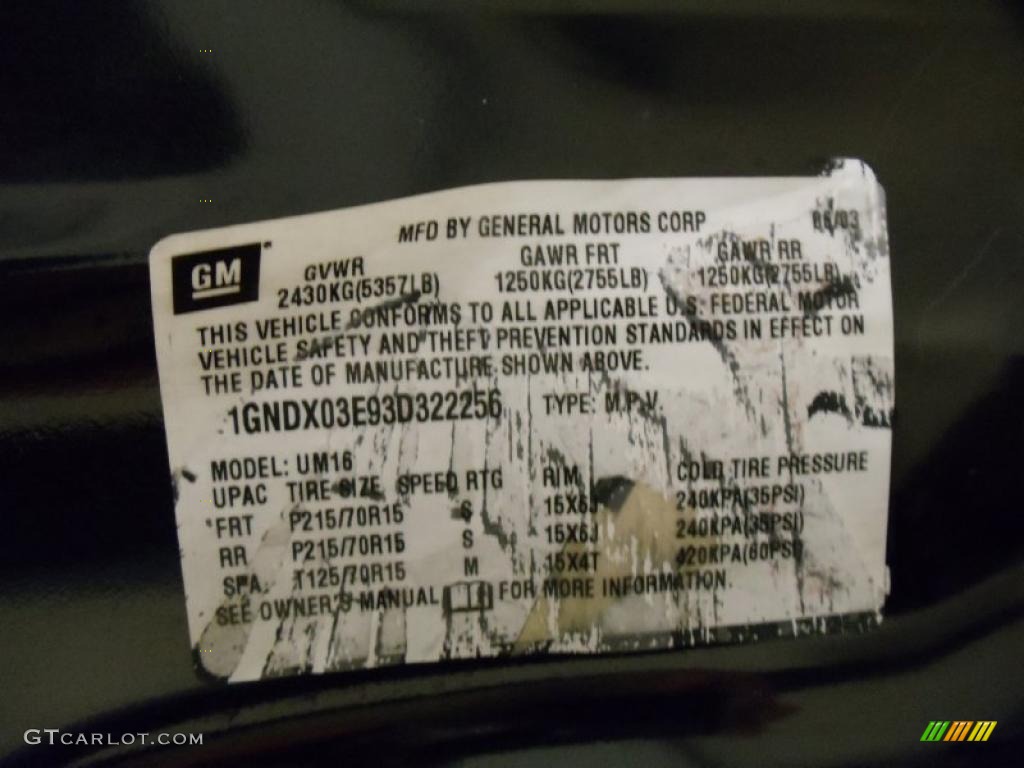 MFD BY GENERAL MOTORS CORP 06/03
GM
GVWR GAWR FRT GAWR RR
2430KG(5357LB) 1250KG(2755LB) 1250KG(2755LB)
THIS VEHICLE CONFORMS TO ALL APPLICABLE U.S. FEDERAL MOTOR
VEHICLE SAFETY AND THEFT PREVENTION STANDARDS IN EFFECT ON
THE DATE OF MANUFACTURE SHOWN ABOVE.
1GNDX03E93D322256 TYPE: M.P.V.
MODEL: UM16
UPAC TIRE SIZE SPEED RTG RIM COLD TIRE PRESSURE
FRT P215/70R15 S 15X6J 240KPA(35PSI)
RR P215/70R15 S 15X6J 240KPA(35PSI)
SPA T125/70R15 M 15X4T 420KPA(60PSI)
SEE OWNER'S MANUAL FOR MORE INFORMATION.
GTCARLOT.COM